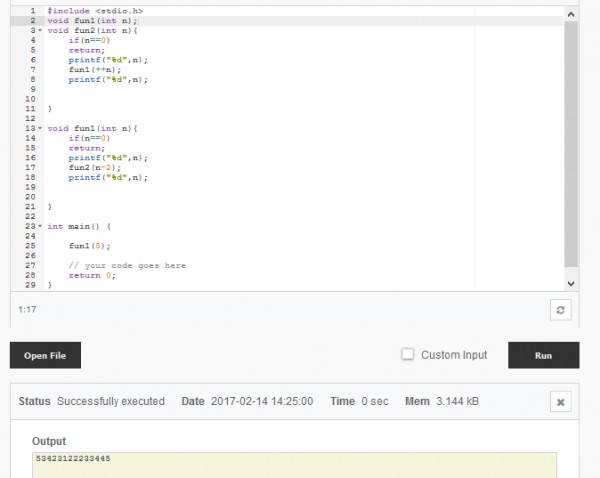 1 #include <stdio.h>
2 void fun1(int n);
3 void fun2(int n){
4 if(n==0)
5 return;
6 printf("%d",n);
7 fun1(++n);
8 printf("%d",n);
9
10
11 }
12
13 void fun1(int n){
14 if(n==0)
15 return;
16 printf("%d",n);
17 fun2(n-2);
18 printf("%d",n);
19
20
21 }
22
23 int main() {
24
25 fun1(5);
26
27 // your code goes here
28 return 0;
29 }
1:17
Open File
Custom Input
Run
Status Successfully executed Date 2017-02-14 14:25:00 Time 0 sec Mem 3.144 kB
Output
53423122233445